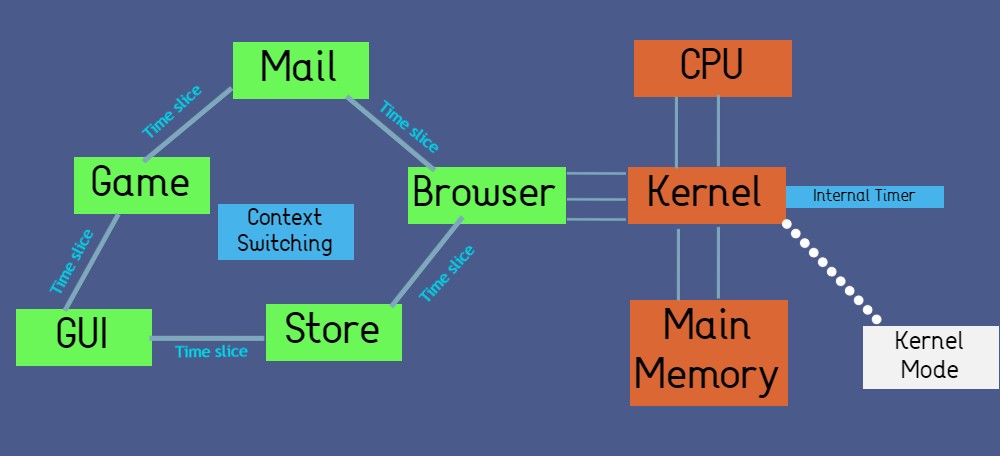 Mail
CPU
Time slice
Time slice
Game
Browser
Kernel
Internal Timer
Context
Switching
Time slice
Time slice
GUI
Store
Time slice
Main
Memory
Kernel
Mode